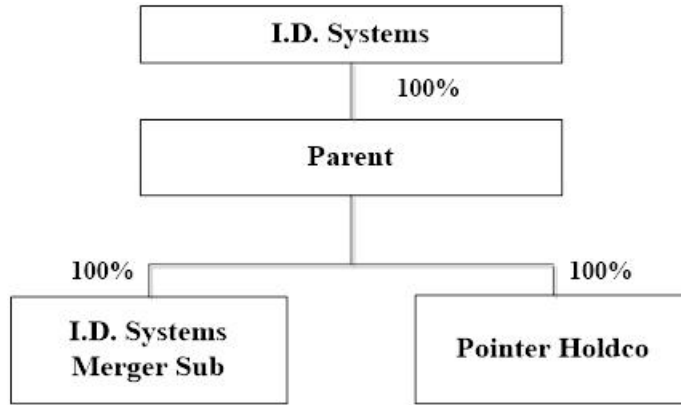 I.D. Systems
100%
Parent
100%
100%
I.D. Systems
Merger Sub
Pointer Holdco